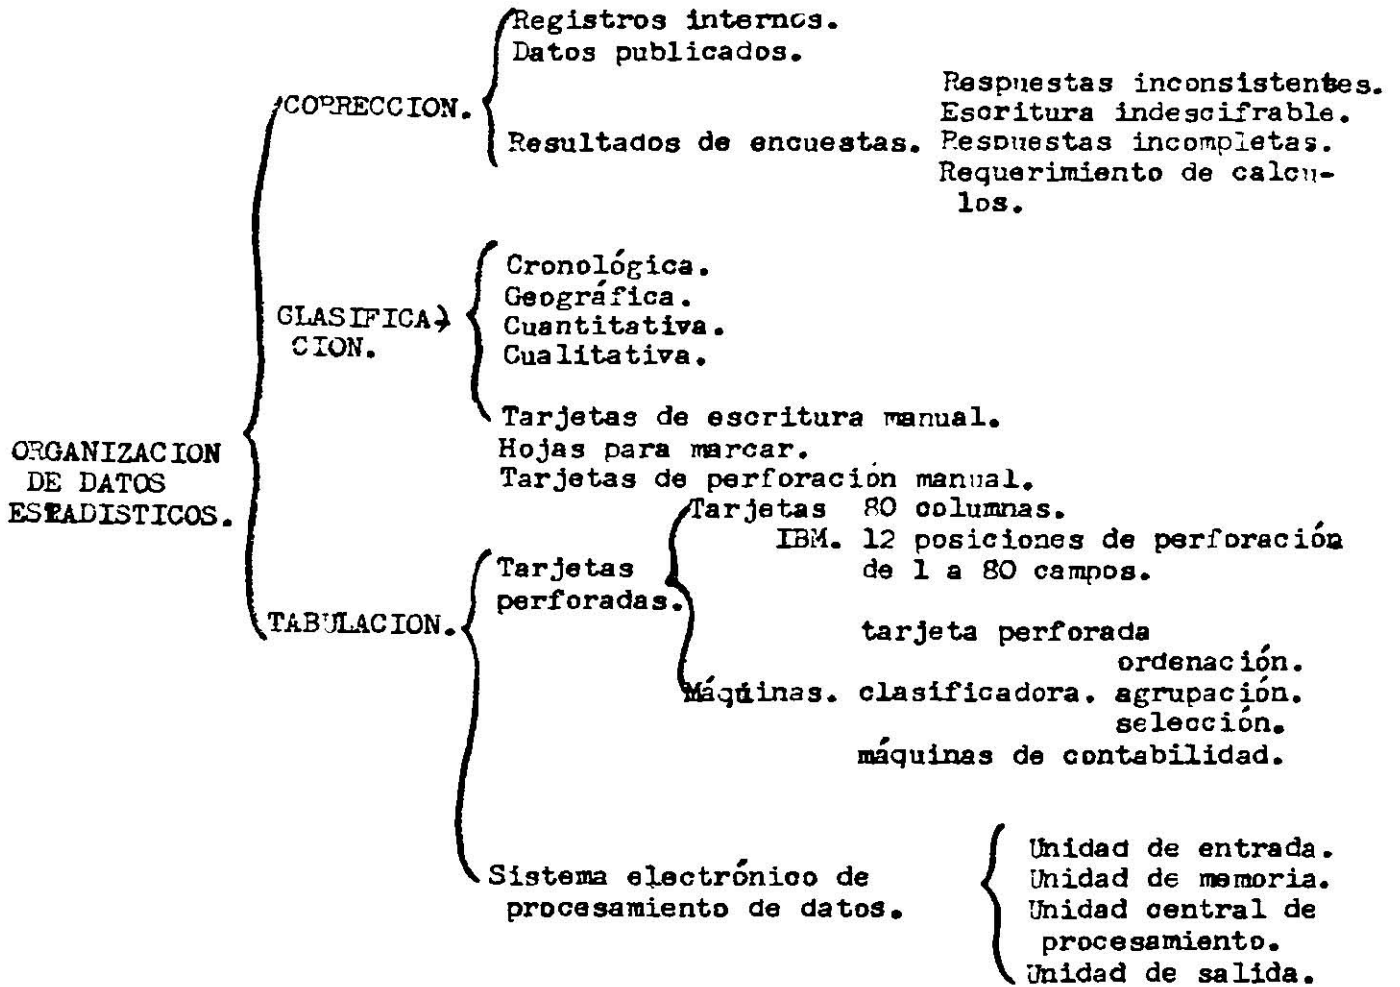 Registros internos.
Datos publicados.
CORRECCION.
Resultados de encuestas.
Respuestas inconsistentes.
Escritura indescifrable.
Respuestas incompletas.
Requerimiento de calcu-
los.
CLASIFICA-
CION.
Cronológica.
Geográfica.
Cuantitativa.
Cualitativa.
Tarjetas de escritura manual.
Hojas para marcar.
Tarjetas de perforación manual.
ORGANIZACION
DE DATOS
ESTADISTICOS.
TABULACION.
Tarjetas
perforadas.
Tarjetas 80 columnas.
IBM. 12 posiciones de perforación
de 1 a 80 campos.
tarjeta perforada
ordenación.
Máquinas. clasificadora. agrupación.
selección.
máquinas de contabilidad.
Sistema electrónico de
procesamiento de datos.
Unidad de entrada.
Unidad de memoria.
Unidad central de
procesamiento.
Unidad de salida.